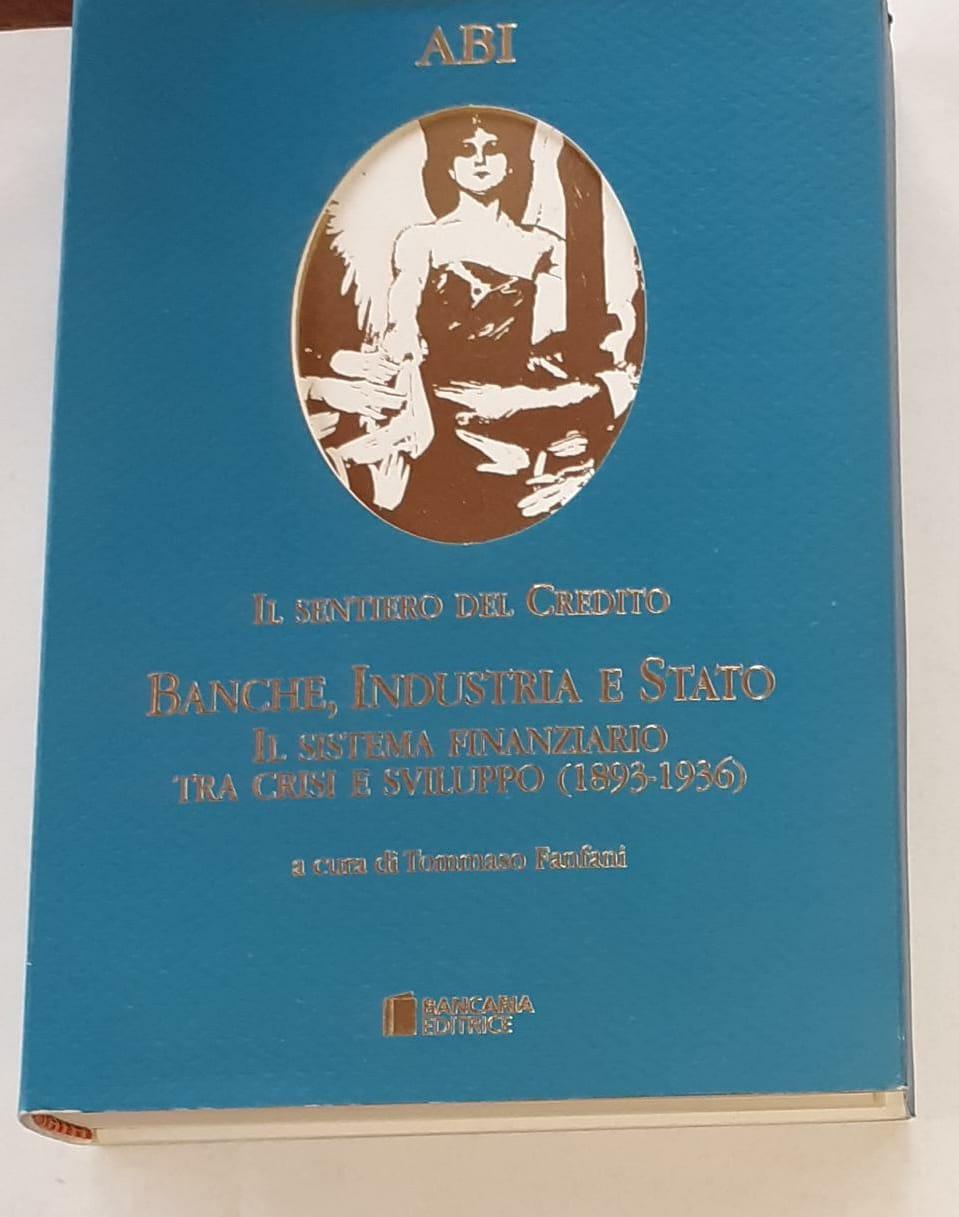 ABI
IL SENTIERO DEL CREDITO
BANCHE, INDUSTRIA E STATO
IL SISTEMA FINANZIARIO
TRA CRISI E SVILUPPO (1893-1936)
a cura di Tommaso Fanfani
BANCARIA
EDITRICE